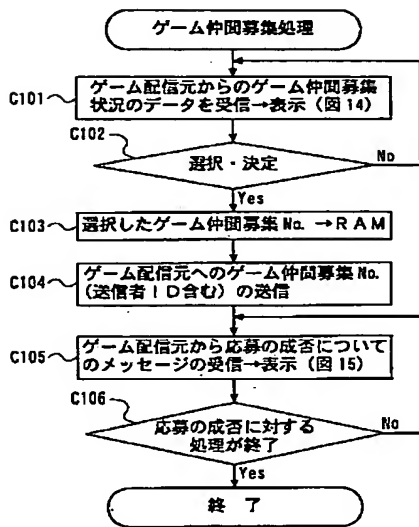 ゲーム仲間募集処理
C101
ゲーム配信元からのゲーム仲間募集
状況のデータを受信→表示（図14）
C102
選択・決定
No
Yes
C103
選択したゲーム仲間募集No.→RAM
C104
ゲーム配信元へのゲーム仲間募集No.
（送信者ID含む）の送信
C105
ゲーム配信元から応募の成否について
のメッセージの受信→表示（図15）
C106
応募の成否に対する
処理が終了
No
Yes
終 了